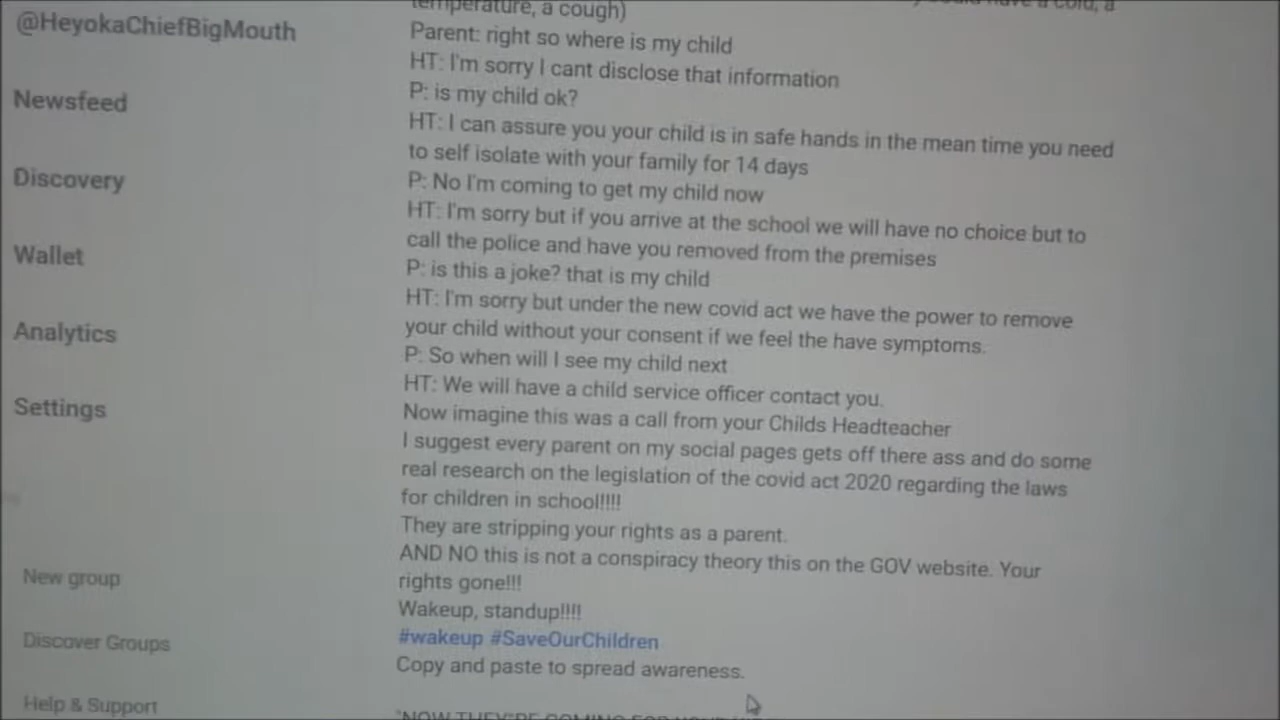 temperature, a cough)
@HeyokaChiefBigMouth
Parent: right so where is my child
HT: I'm sorry I cant disclose that information
P: is my child ok?
Newsfeed
HT: I can assure you your child is in safe hands in the mean time you need
to self isolate with your family for 14 days
Discovery
P: No I'm coming to get my child now
HT: I'm sorry but if you arrive at the school we will have no choice but to
call the police and have you removed from the premises
Wallet
P: is this a joke? that is my child
HT: I'm sorry but under the new covid act we have the power to remove
your child without your consent if we feel the have symptoms.
Analytics
P: So when will I see my child next
HT: We will have a child service officer contact you.
Settings
Now imagine this was a call from your Childs Headteacher
I suggest every parent on my social pages gets off there ass and do some
real research on the legislation of the covid act 2020 regarding the laws
for children in school!!!!
They are stripping your rights as a parent.
AND NO this is not a conspiracy theory this on the GOV website. Your
rights gone!!!
New group
Wakeup, standup!!!!
#wakeup #SaveOurChildren
Discover Groups
Copy and paste to spread awareness.
Help & Support
"NOW THEY'RE COMING FOR